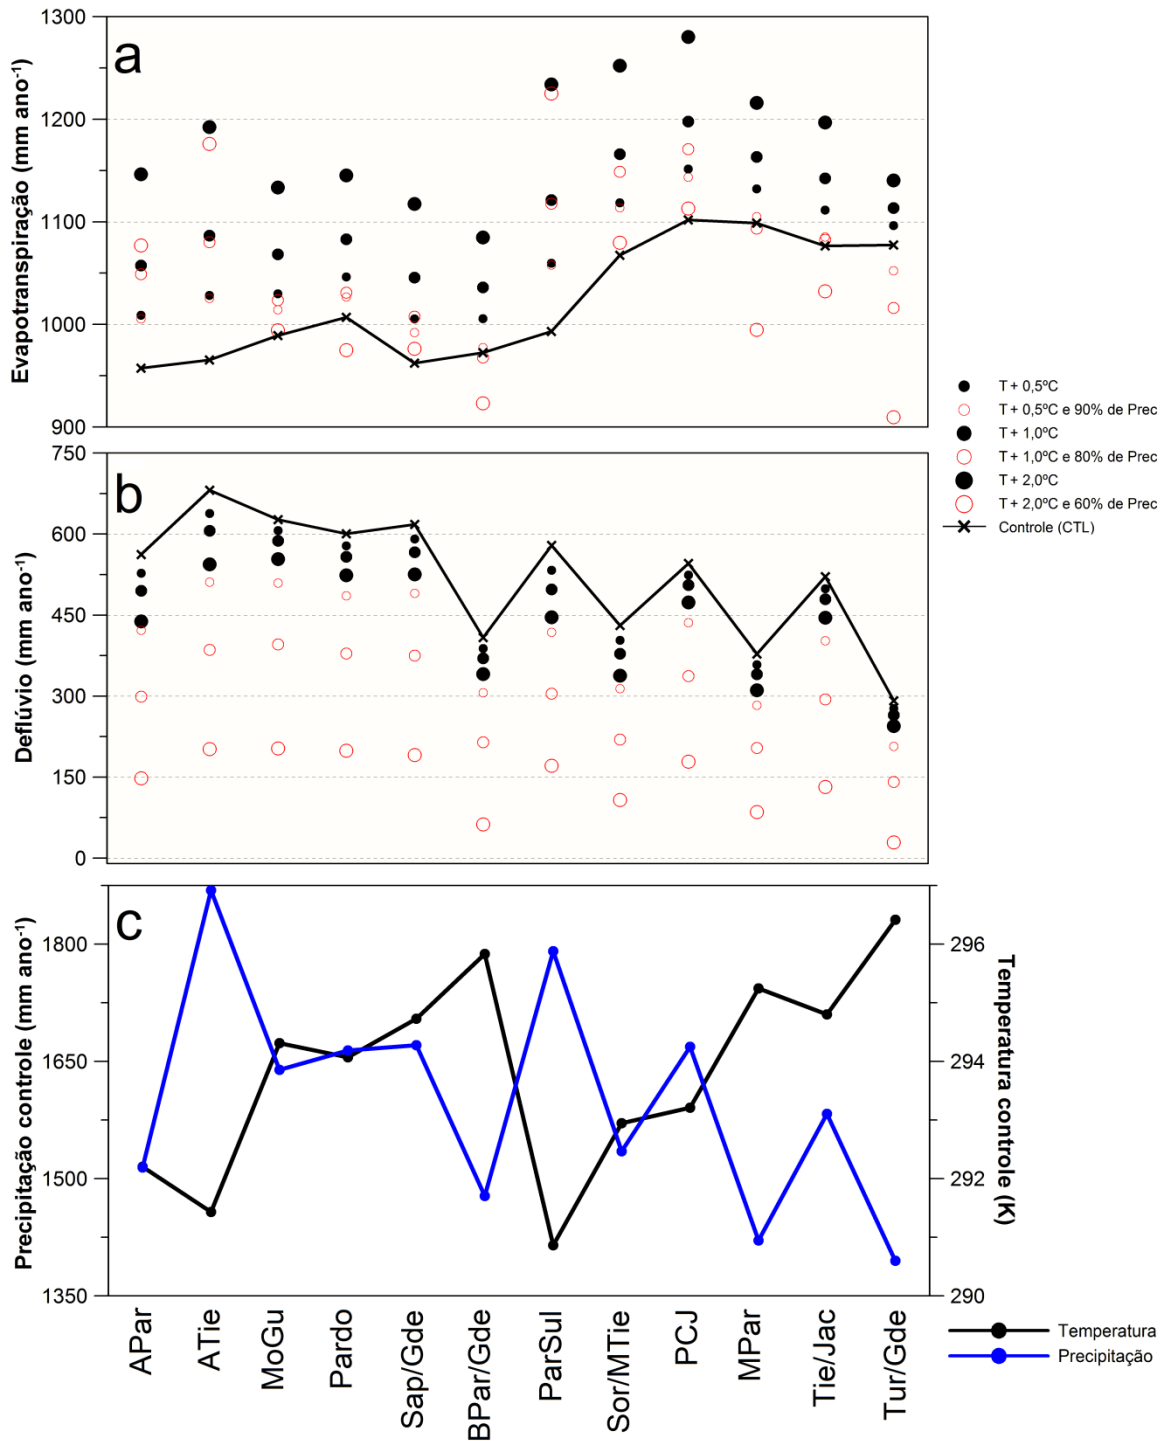 a
Evapotranspiração (mm ano⁻¹)
1300
1200
1100
1000
900
T + 0,5ºC
T + 0,5ºC e 90% de Prec
T + 1,0ºC
T + 1,0ºC e 80% de Prec
T + 2,0ºC
T + 2,0ºC e 60% de Prec
Controle (CTL)
b
Deflúvio (mm ano⁻¹)
750
600
450
300
150
0
c
Precipitação controle (mm ano⁻¹)
1800
1650
1500
1350
Temperatura controle (K)
296
294
292
290
APar
ATie
MoGu
Pardo
Sap/Gde
BPar/Gde
ParSul
Sor/MTie
PCJ
MPar
Tie/Jac
Tur/Gde
Temperatura
Precipitação